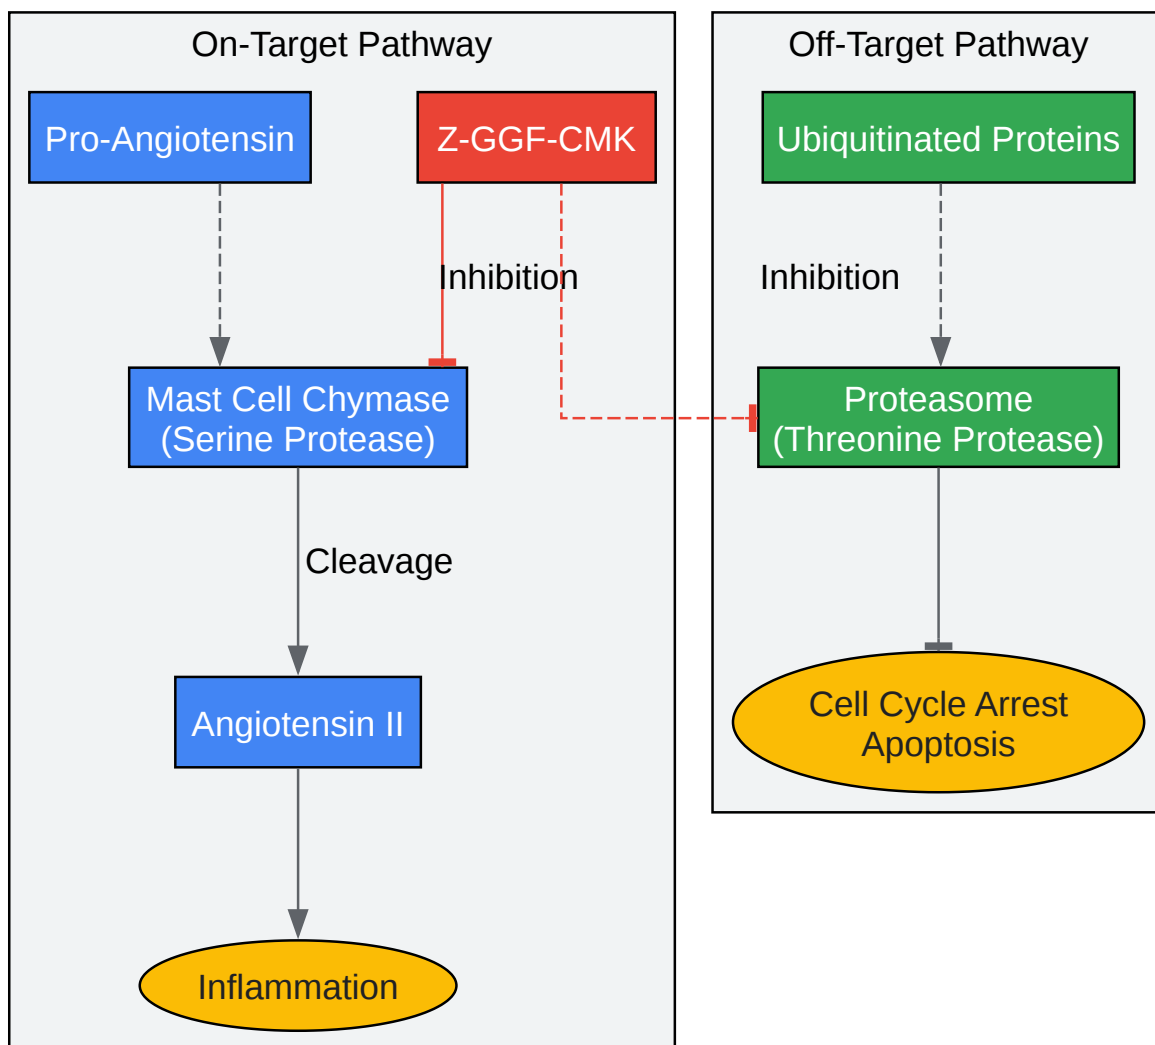 On-Target Pathway
Pro-Angiotensin
Z-GGF-CMK
Inhibition
Mast Cell Chymase
(Serine Protease)
Cleavage
Angiotensin II
Inflammation
Off-Target Pathway
Ubiquitinated Proteins
Inhibition
Proteasome
(Threonine Protease)
Cell Cycle Arrest
Apoptosis